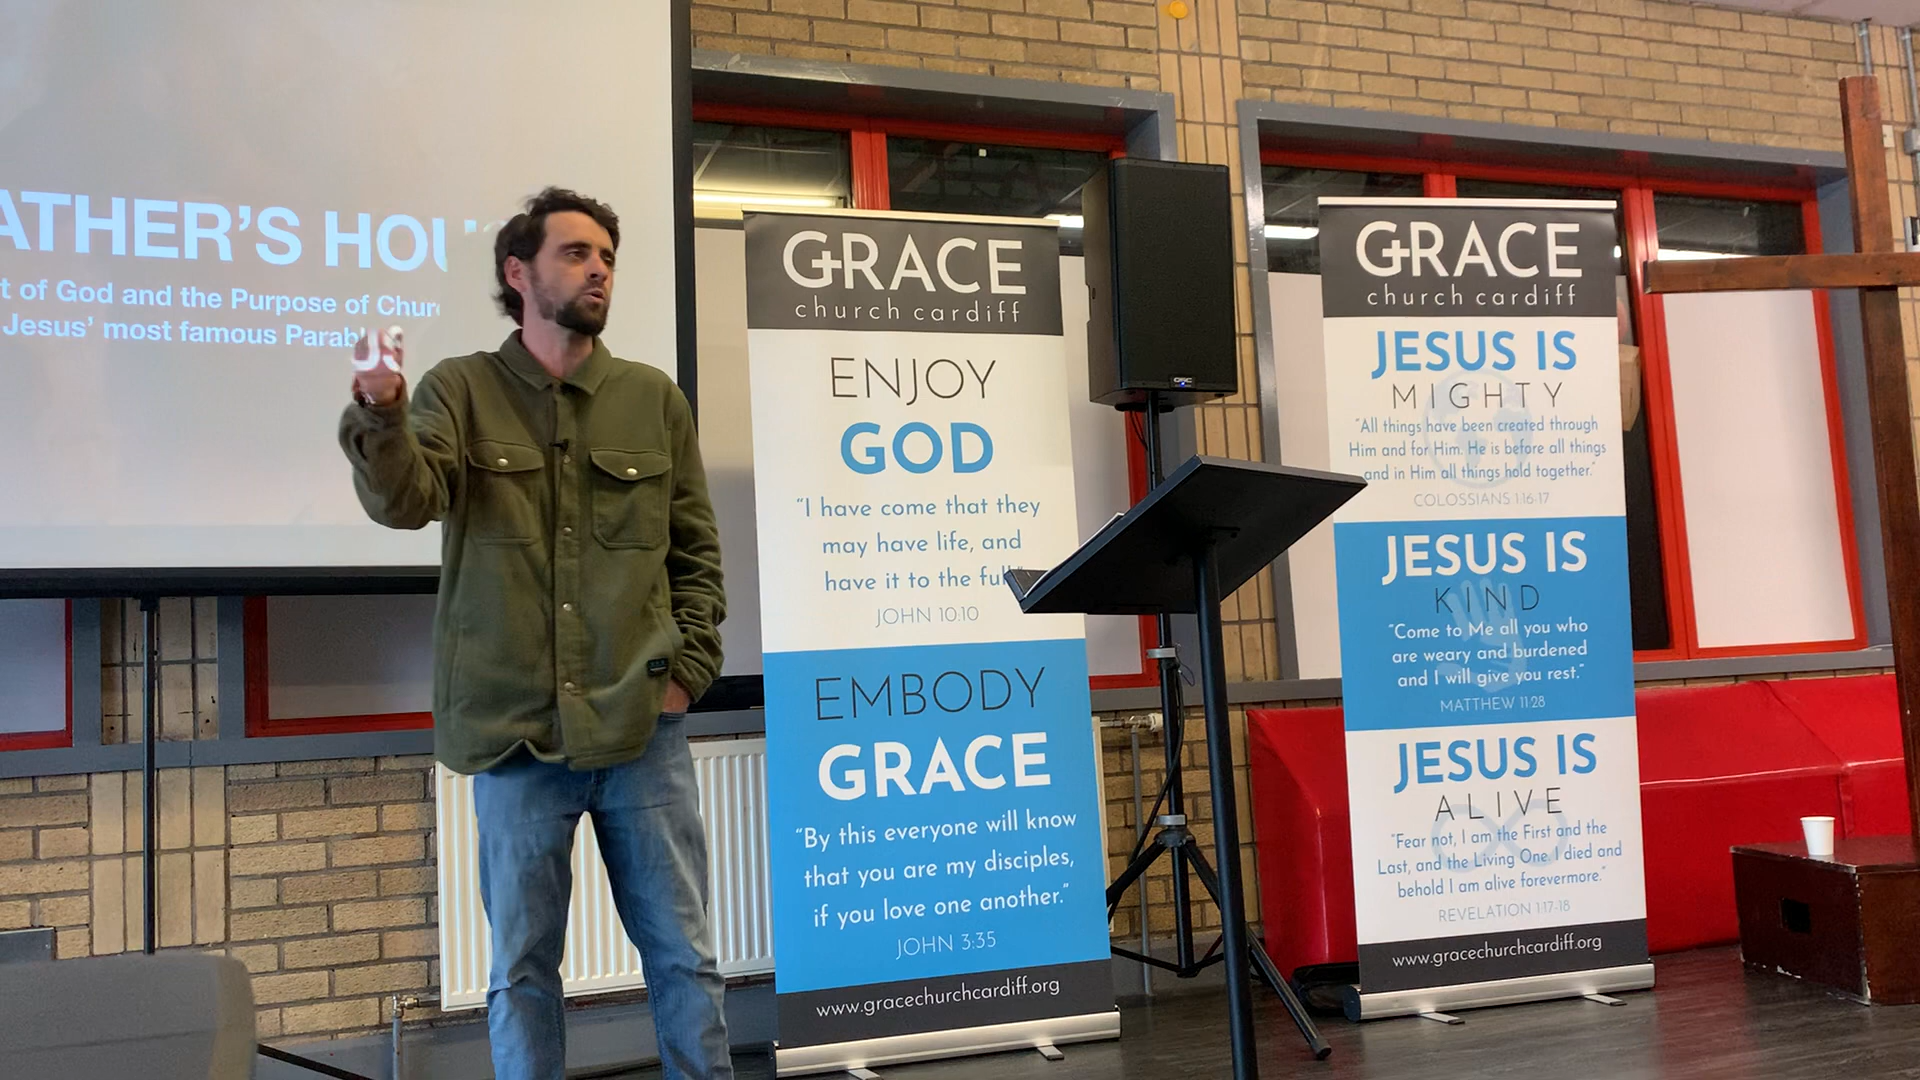 ATHER'S HOU
t of God and the Purpose of Churc
Jesus' most famous Parab
GRACE
church cardiff
ENJOY
GOD
"I have come that they
may have life, and
have it to the full"
JOHN 10:10
EMBODY
GRACE
"By this everyone will know
that you are my disciples,
if you love one another."
JOHN 3:35
www.gracechurchcardiff.org
GRACE
church cardiff
JESUS IS
MIGHTY
"All things have been created through
Him and for Him. He is before all things
and in Him all things hold together."
COLOSSIANS 1:16-17
JESUS IS
KIND
"Come to Me all you who
are weary and burdened
and I will give you rest."
MATTHEW 11:28
JESUS IS
ALIVE
"Fear not, I am the First and the
Last, and the Living One. I died and
behold I am alive forevermore."
REVELATION 1:17-18
www.gracechurchcardiff.org